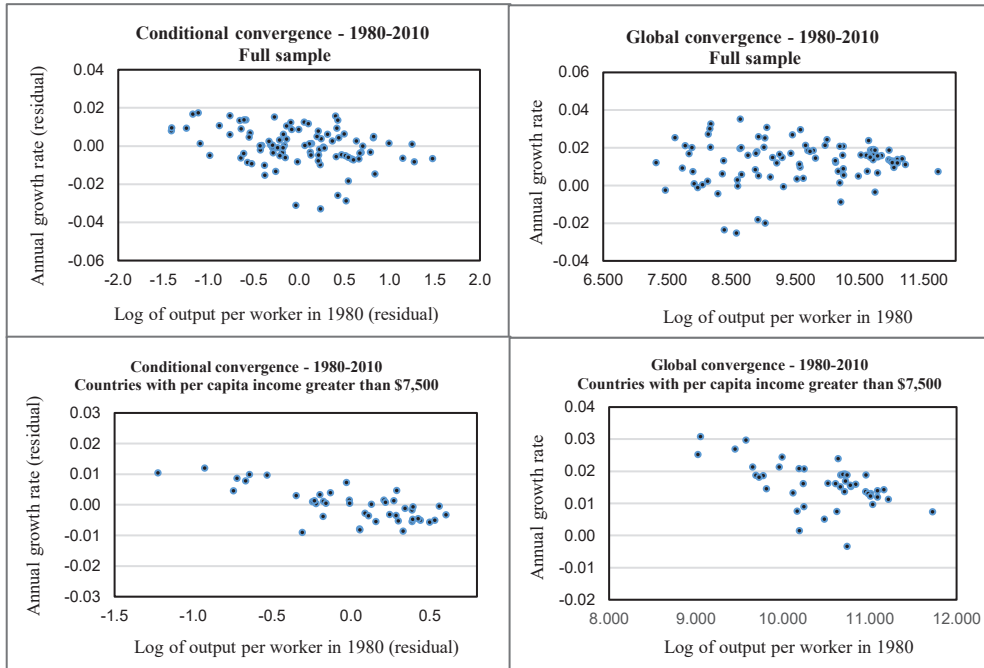 Conditional convergence - 1980-2010
Full sample
Annual growth rate (residual)
0.04
0.02
0.00
-0.02
-0.04
-0.06
-2.0 -1.5 -1.0 -0.5 0.0 0.5 1.0 1.5 2.0
Log of output per worker in 1980 (residual)
Global convergence - 1980-2010
Full sample
Annual growth rate
0.06
0.04
0.02
0.00
-0.02
-0.04
6.500 7.500 8.500 9.500 10.500 11.500
Log of output per worker in 1980
Conditional convergence - 1980-2010
Countries with per capita income greater than $7,500
Annual growth rate (residual)
0.03
0.02
0.01
0.00
-0.01
-0.02
-0.03
-1.5 -1.0 -0.5 0.0 0.5
Log of output per worker in 1980 (residual)
Global convergence - 1980-2010
Countries with per capita income greater than $7,500
Annual growth rate
0.04
0.03
0.02
0.01
0.00
-0.01
-0.02
8.000 9.000 10.000 11.000 12.000
Log of output per worker in 1980